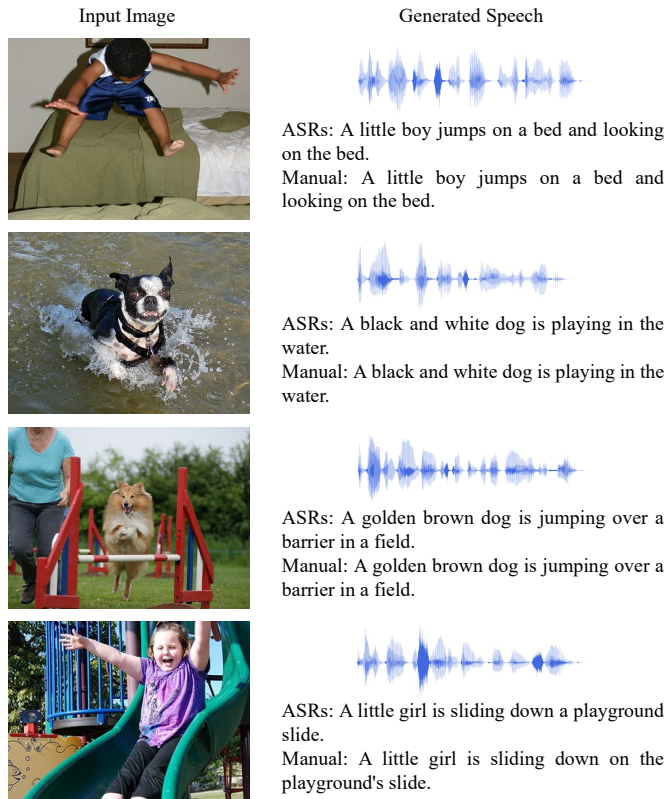 Input Image
Generated Speech
ASRs: A little boy jumps on a bed and looking
on the bed.
Manual: A little boy jumps on a bed and
looking on the bed.
ASRs: A black and white dog is playing in the
water.
Manual: A black and white dog is playing in the
water.
ASRs: A golden brown dog is jumping over a
barrier in a field.
Manual: A golden brown dog is jumping over a
barrier in a field.
ASRs: A little girl is sliding down a playground
slide.
Manual: A little girl is sliding down on the
playground's slide.